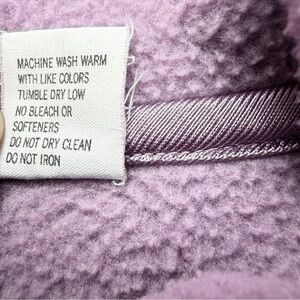 MACHINE WASH WARM
WITH LIKE COLORS
TUMBLE DRY LOW
NO BLEACH OR
SOFTENERS
DO NOT DRY CLEAN
DO NOT IRON